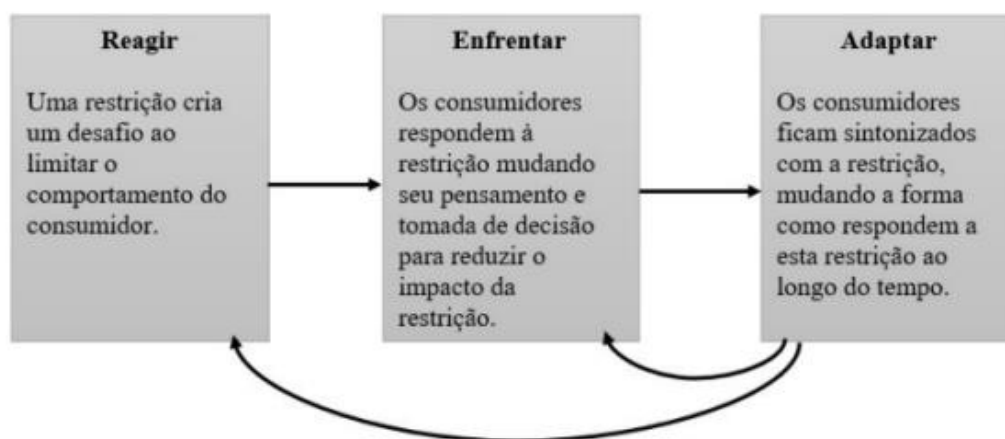 Reagir
Uma restrição cria
um desafio ao
limitar o
comportamento do
consumidor.
Enfrentar
Os consumidores
respondem à
restrição mudando
seu pensamento e
tomada de decisão
para reduzir o
impacto da
restrição.
Adaptar
Os consumidores
ficam sintonizados
com a restrição,
mudando a forma
como respondem a
esta restrição ao
longo do tempo.